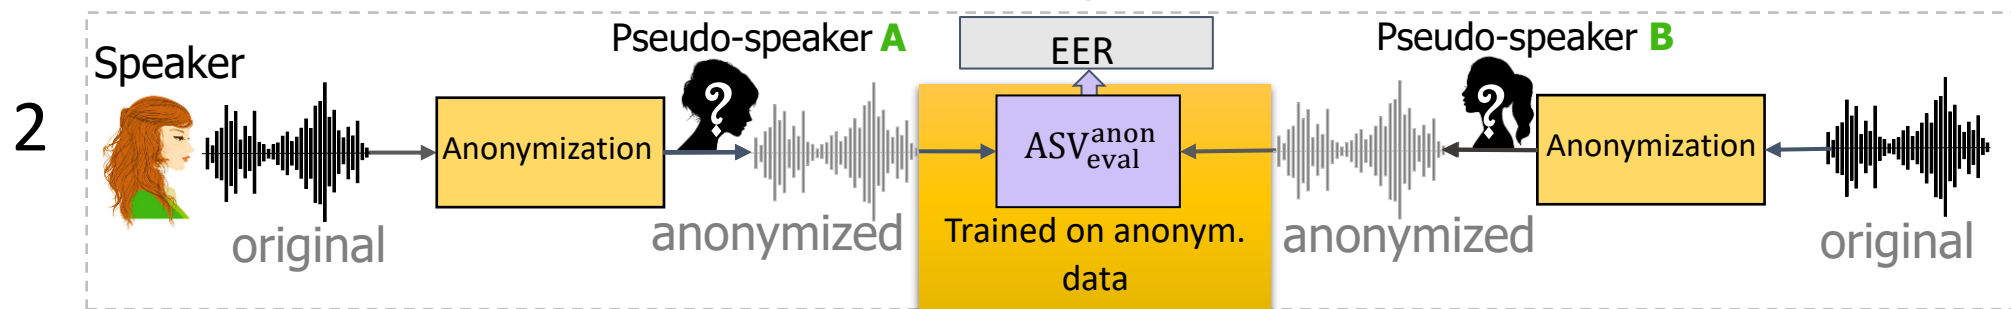 2
Speaker
original
Anonymization
Pseudo-speaker A
?
anonymized
EER
ASV anon eval
Trained on anonym.
data
Pseudo-speaker B
?
anonymized
Anonymization
original